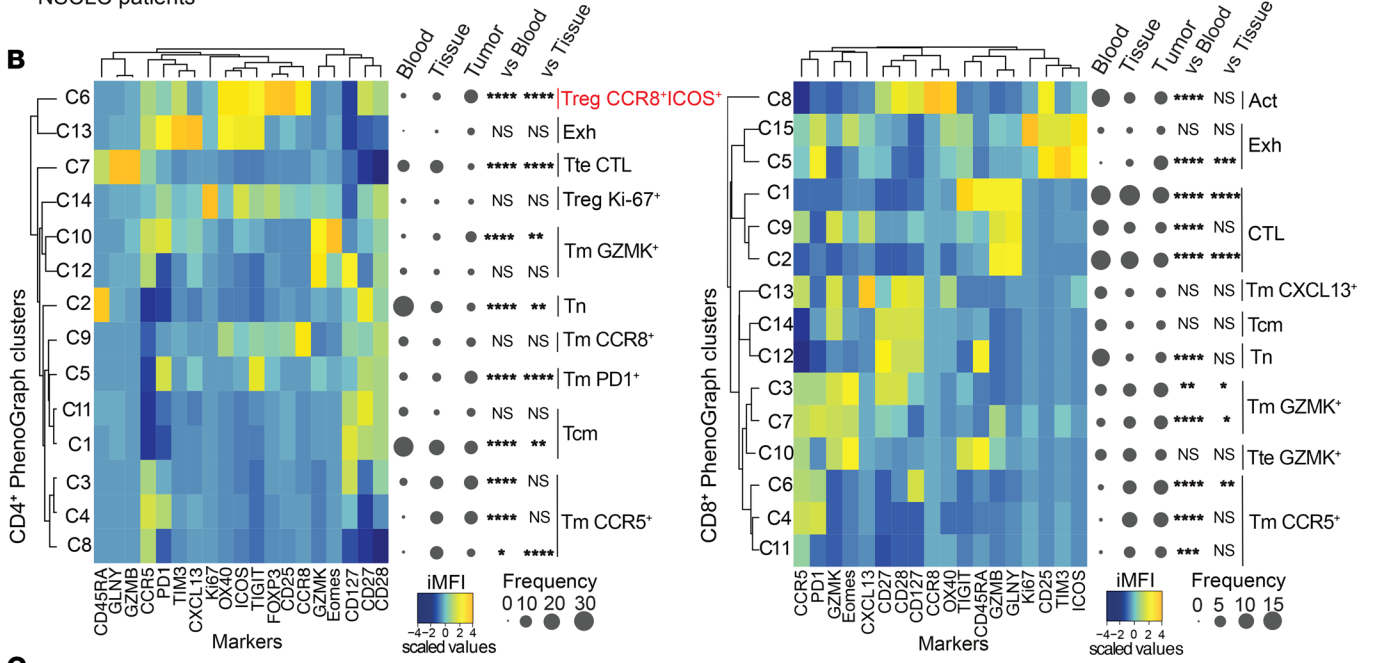 NSCLC patients
B
Blood Tissue Tumor vs Blood vs Tissue
CD4+ PhenoGraph clusters
C6 **** **** Treg CCR8+ICOS+
C13 NS NS Exh
C7 **** **** Tte CTL
C14 NS NS Treg Ki-67+
C10 **** **
Tm GZMK+
C12 NS NS
C2 **** ** Tn
C9 NS NS Tm CCR8+
C5 **** **** Tm PD1+
C11 NS NS
Tcm
C1 **** **
C3 **** NS
C4 **** NS Tm CCR5+
C8 * ****
CD45RA GLNY GZMB CCR5 PD1 TIM3 CXCL13 Ki67 OX40 ICOS TIGIT FOXP3 CD25 CCR8 GZMK Eomes CD127 CD27 CD28
Markers
iMFI
−4−2 0 2 4
scaled values
Frequency
0 10 20 30
Blood Tissue Tumor vs Blood vs Tissue
CD8+ PhenoGraph clusters
C8 **** NS Act
C15 NS NS
Exh
C5 **** ***
C1 **** ****
C9 **** NS CTL
C2 **** ****
C13 NS NS Tm CXCL13+
C14 NS NS Tcm
C12 **** NS Tn
C3 ** *
Tm GZMK+
C7 **** *
C10 NS NS Tte GZMK+
C6 **** **
C4 **** NS Tm CCR5+
C11 *** NS
CCR5 PD1 GZMK Eomes CXCL13 CD27 CD28 CD127 CCR8 OX40 TIGIT CD45RA GZMB GLNY Ki67 CD25 TIM3 ICOS
Markers
iMFI
−4−2 0 2 4
scaled values
Frequency
0 5 10 15